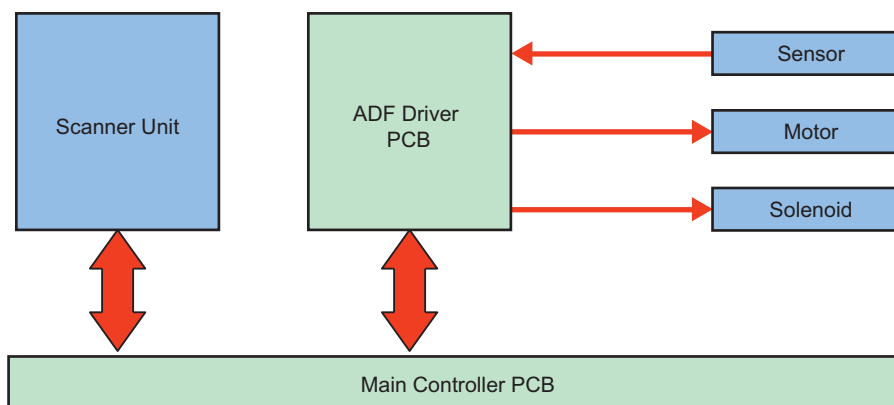 Scanner Unit
ADF Driver
PCB
Sensor
Motor
Solenoid
Main Controller PCB